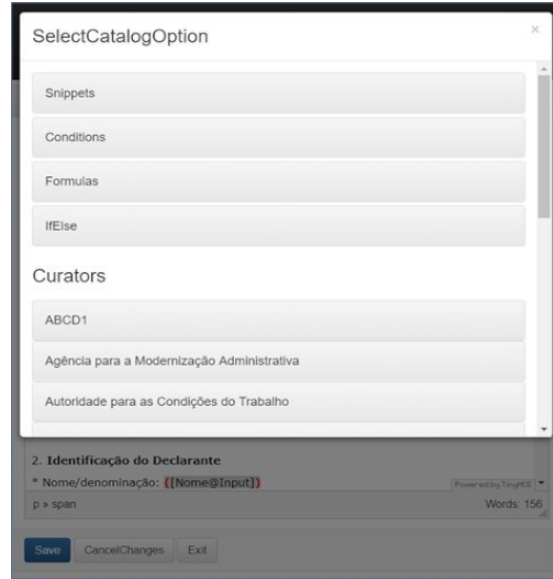 SelectCatalogOption
×
Snippets
Conditions
Formulas
IfElse
Curators
ABCD1
Agência para a Modernização Administrativa
Autoridade para as Condições do Trabalho
2. Identificação do Declarante
* Nome/denominação: {[Nome@Input]}
Powered by TinyMCE
p » span
Words: 156
Save CancelChanges Exit